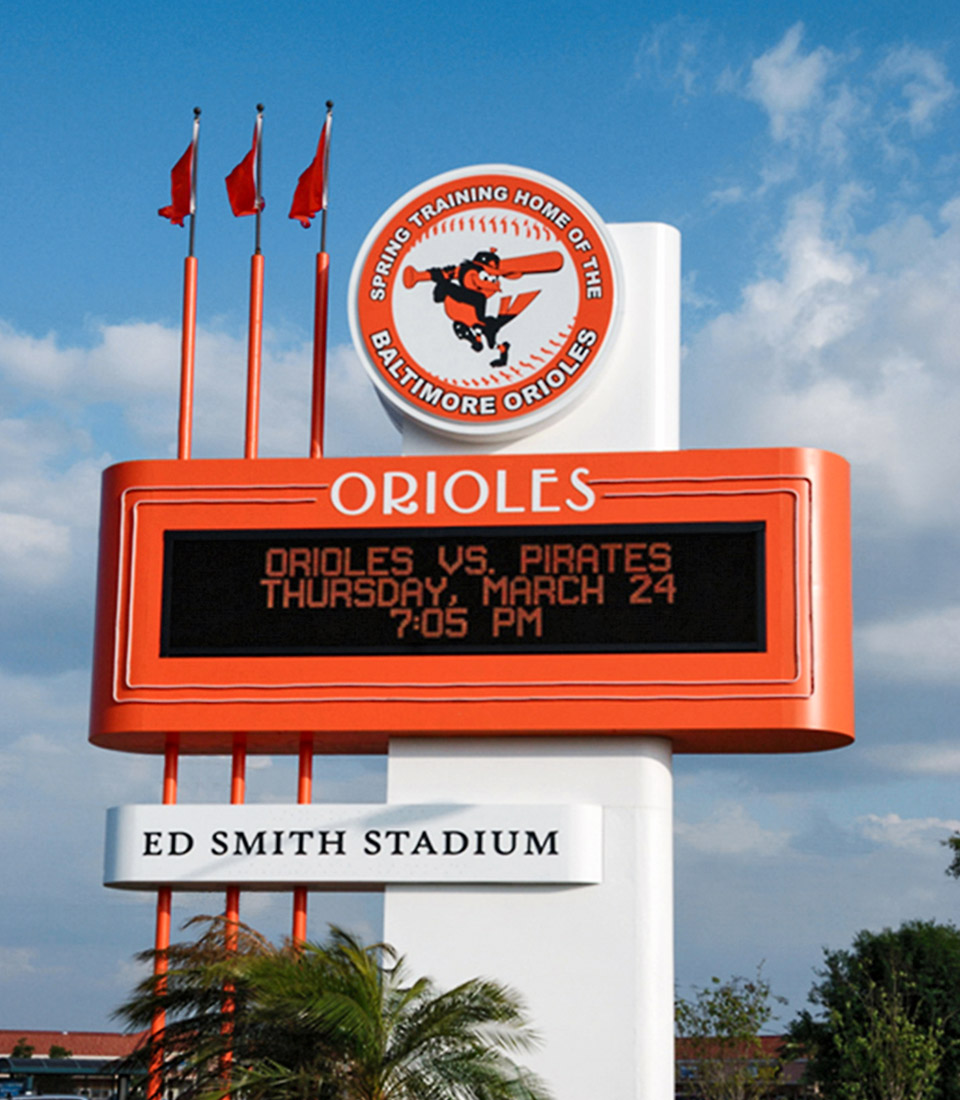 SPRING TRAINING HOME OF THE
BALTIMORE ORIOLES
ORIOLES
ORIOLES VS. PIRATES
THURSDAY, MARCH 24
7:05 PM
ED SMITH STADIUM